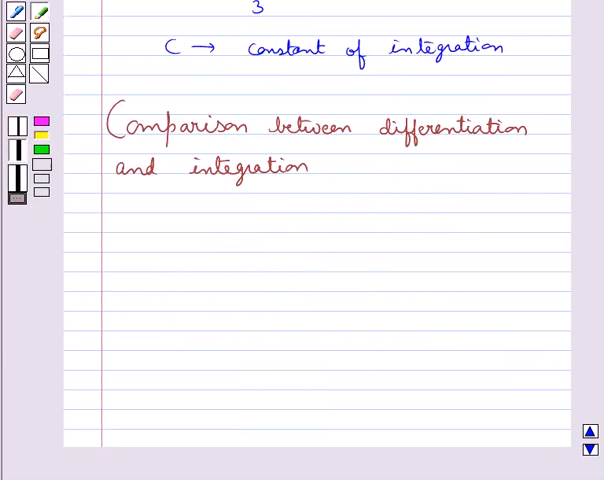 3
C → constant of integration
Comparison between differentiation
and integration